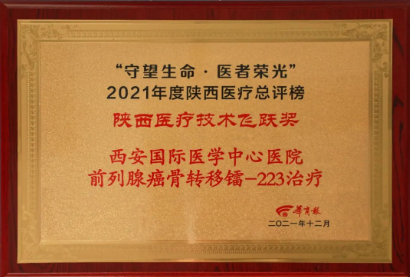 “守望生命·医者荣光”
2021年度陕西医疗总评榜
陕西医疗技术飞跃奖
西安国际医学中心医院
前列腺癌骨转移镭-223治疗
华商报
二〇二一年十二月